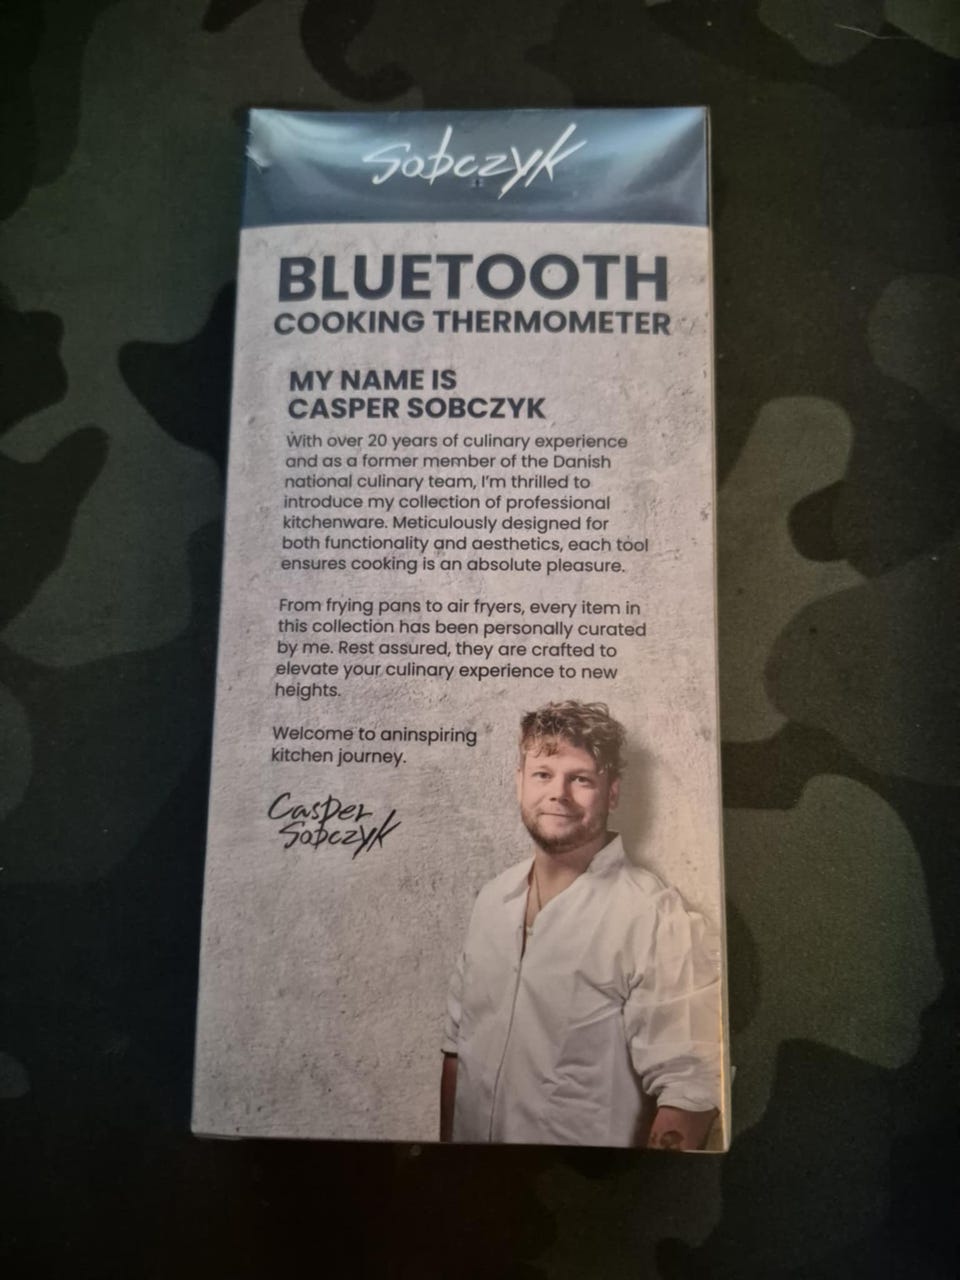 Sobczyk
BLUETOOTH
COOKING THERMOMETER
MY NAME IS
CASPER SOBCZYK
With over 20 years of culinary experience
and as a former member of the Danish
national culinary team, I'm thrilled to
introduce my collection of professional
kitchenware. Meticulously designed for
both functionality and aesthetics, each tool
ensures cooking is an absolute pleasure.
From frying pans to air fryers, every item in
this collection has been personally curated
by me. Rest assured, they are crafted to
elevate your culinary experience to new
heights.
Welcome to aninspiring
kitchen journey.
Casper
Sobczyk